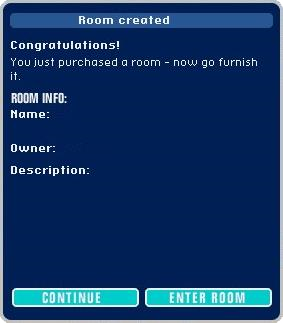 Room created
Congratulations!
You just purchased a room - now go furnish
it.
ROOM INFO:
Name:
Owner:
Description:
CONTINUE
ENTER ROOM